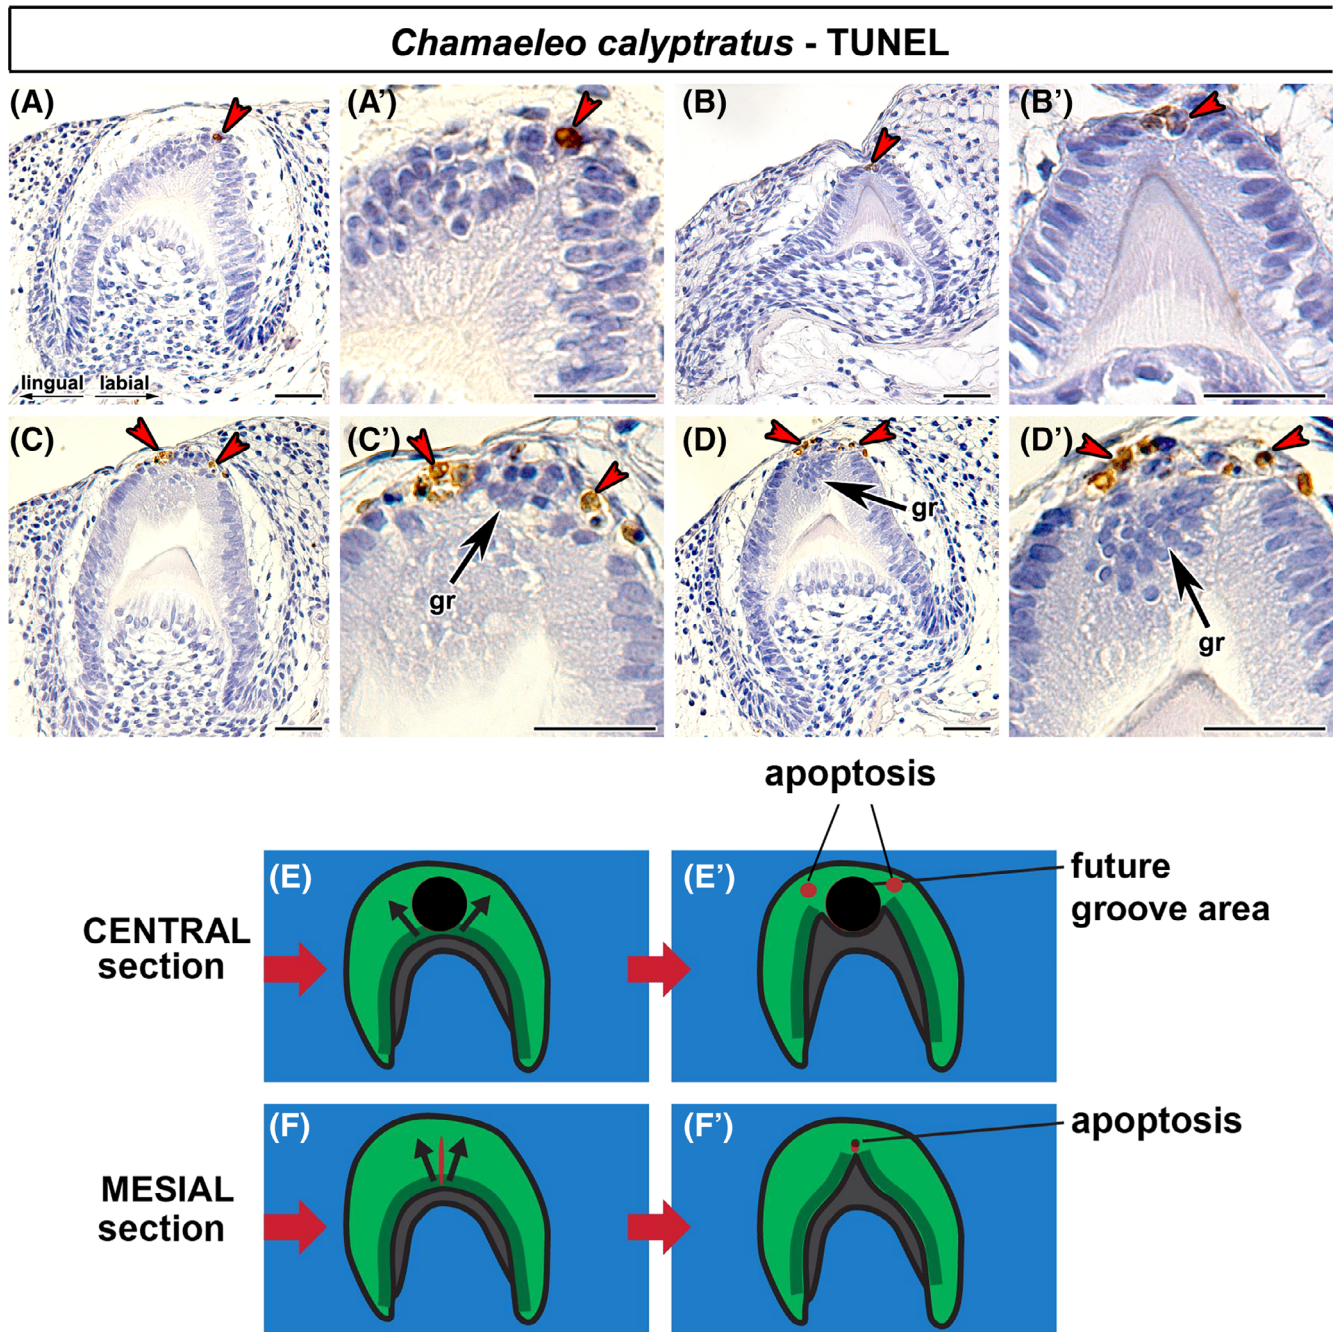 Chamaeleo calyptratus - TUNEL
(A)
(A’)
(B)
(B’)
lingual labial
(C)
(C’)
(D)
(D’)
gr
gr
gr
apoptosis
(E)
(E’)
future
groove area
CENTRAL
section
(F)
(F’)
apoptosis
MESIAL
section